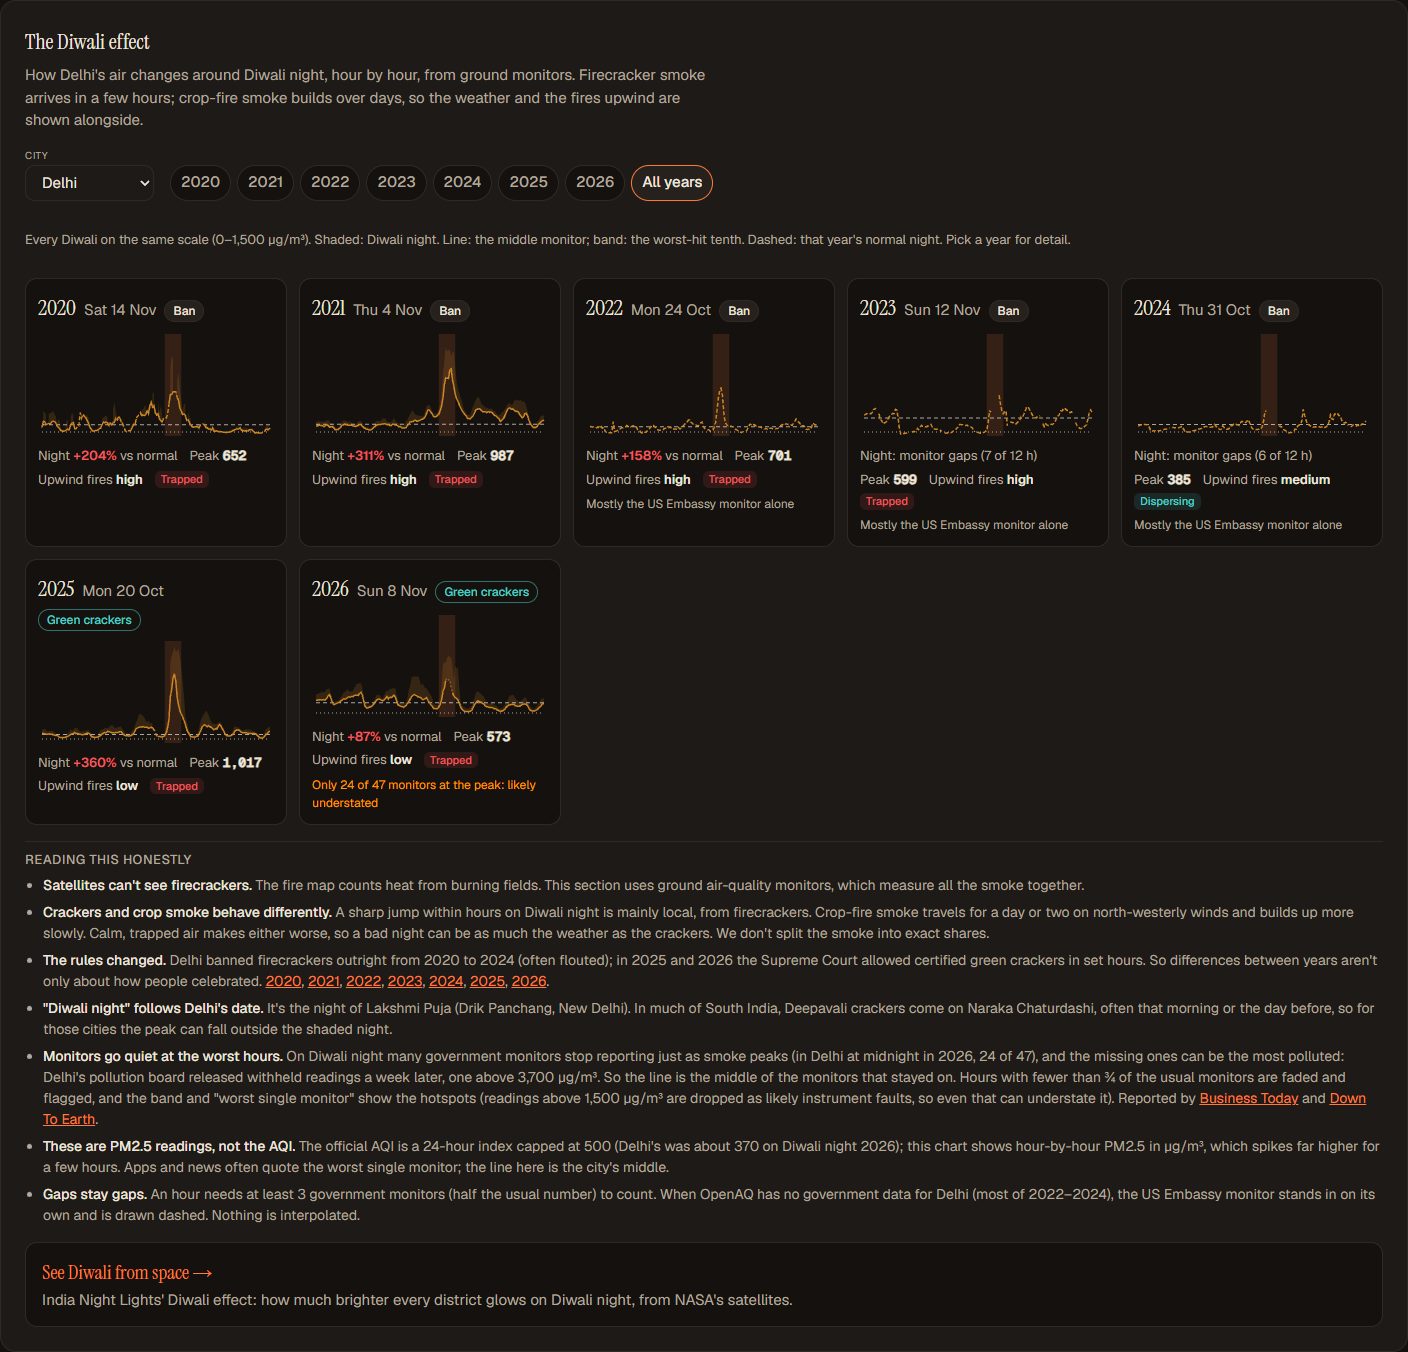 The Diwali effect
How Delhi's air changes around Diwali night, hour by hour, from ground monitors. Firecracker smoke
arrives in a few hours; crop-fire smoke builds over days, so the weather and the fires upwind are
shown alongside.
CITY
Delhi 2020 2021 2022 2023 2024 2025 2026 All years
Every Diwali on the same scale (0–1,500 µg/m³). Shaded: Diwali night. Line: the middle monitor; band: the worst-hit tenth. Dashed: that year's normal night. Pick a year for detail.
2020 Sat 14 Nov Ban
Night +204% vs normal Peak 652
Upwind fires high Trapped
2021 Thu 4 Nov Ban
Night +311% vs normal Peak 987
Upwind fires high Trapped
2022 Mon 24 Oct Ban
Night +158% vs normal Peak 701
Upwind fires high Trapped
Mostly the US Embassy monitor alone
2023 Sun 12 Nov Ban
Night: monitor gaps (7 of 12 h)
Peak 599 Upwind fires high
Trapped
Mostly the US Embassy monitor alone
2024 Thu 31 Oct Ban
Night: monitor gaps (6 of 12 h)
Peak 385 Upwind fires medium
Dispersing
Mostly the US Embassy monitor alone
2025 Mon 20 Oct
Green crackers
Night +360% vs normal Peak 1,017
Upwind fires low Trapped
2026 Sun 8 Nov Green crackers
Night +87% vs normal Peak 573
Upwind fires low Trapped
Only 24 of 47 monitors at the peak: likely
understated
READING THIS HONESTLY
• Satellites can't see firecrackers. The fire map counts heat from burning fields. This section uses ground air-quality monitors, which measure all the smoke together.
• Crackers and crop smoke behave differently. A sharp jump within hours on Diwali night is mainly local, from firecrackers. Crop-fire smoke travels for a day or two on north-westerly winds and builds up more
slowly. Calm, trapped air makes either worse, so a bad night can be as much the weather as the crackers. We don't split the smoke into exact shares.
• The rules changed. Delhi banned firecrackers outright from 2020 to 2024 (often flouted); in 2025 and 2026 the Supreme Court allowed certified green crackers in set hours. So differences between years aren't
only about how people celebrated. 2020, 2021, 2022, 2023, 2024, 2025, 2026.
• "Diwali night" follows Delhi's date. It's the night of Lakshmi Puja (Drik Panchang, New Delhi). In much of South India, Deepavali crackers come on Naraka Chaturdashi, often that morning or the day before, so for
those cities the peak can fall outside the shaded night.
• Monitors go quiet at the worst hours. On Diwali night many government monitors stop reporting just as smoke peaks (in Delhi at midnight in 2026, 24 of 47), and the missing ones can be the most polluted:
Delhi's pollution board released withheld readings a week later, one above 3,700 µg/m³. So the line is the middle of the monitors that stayed on. Hours with fewer than ¾ of the usual monitors are faded and
flagged, and the band and "worst single monitor" show the hotspots (readings above 1,500 µg/m³ are dropped as likely instrument faults, so even that can understate it). Reported by Business Today and Down
To Earth.
• These are PM2.5 readings, not the AQI. The official AQI is a 24-hour index capped at 500 (Delhi's was about 370 on Diwali night 2026); this chart shows hour-by-hour PM2.5 in µg/m³, which spikes far higher for
a few hours. Apps and news often quote the worst single monitor; the line here is the city's middle.
• Gaps stay gaps. An hour needs at least 3 government monitors (half the usual number) to count. When OpenAQ has no government data for Delhi (most of 2022–2024), the US Embassy monitor stands in on its
own and is drawn dashed. Nothing is interpolated.
See Diwali from space →
India Night Lights' Diwali effect: how much brighter every district glows on Diwali night, from NASA's satellites.